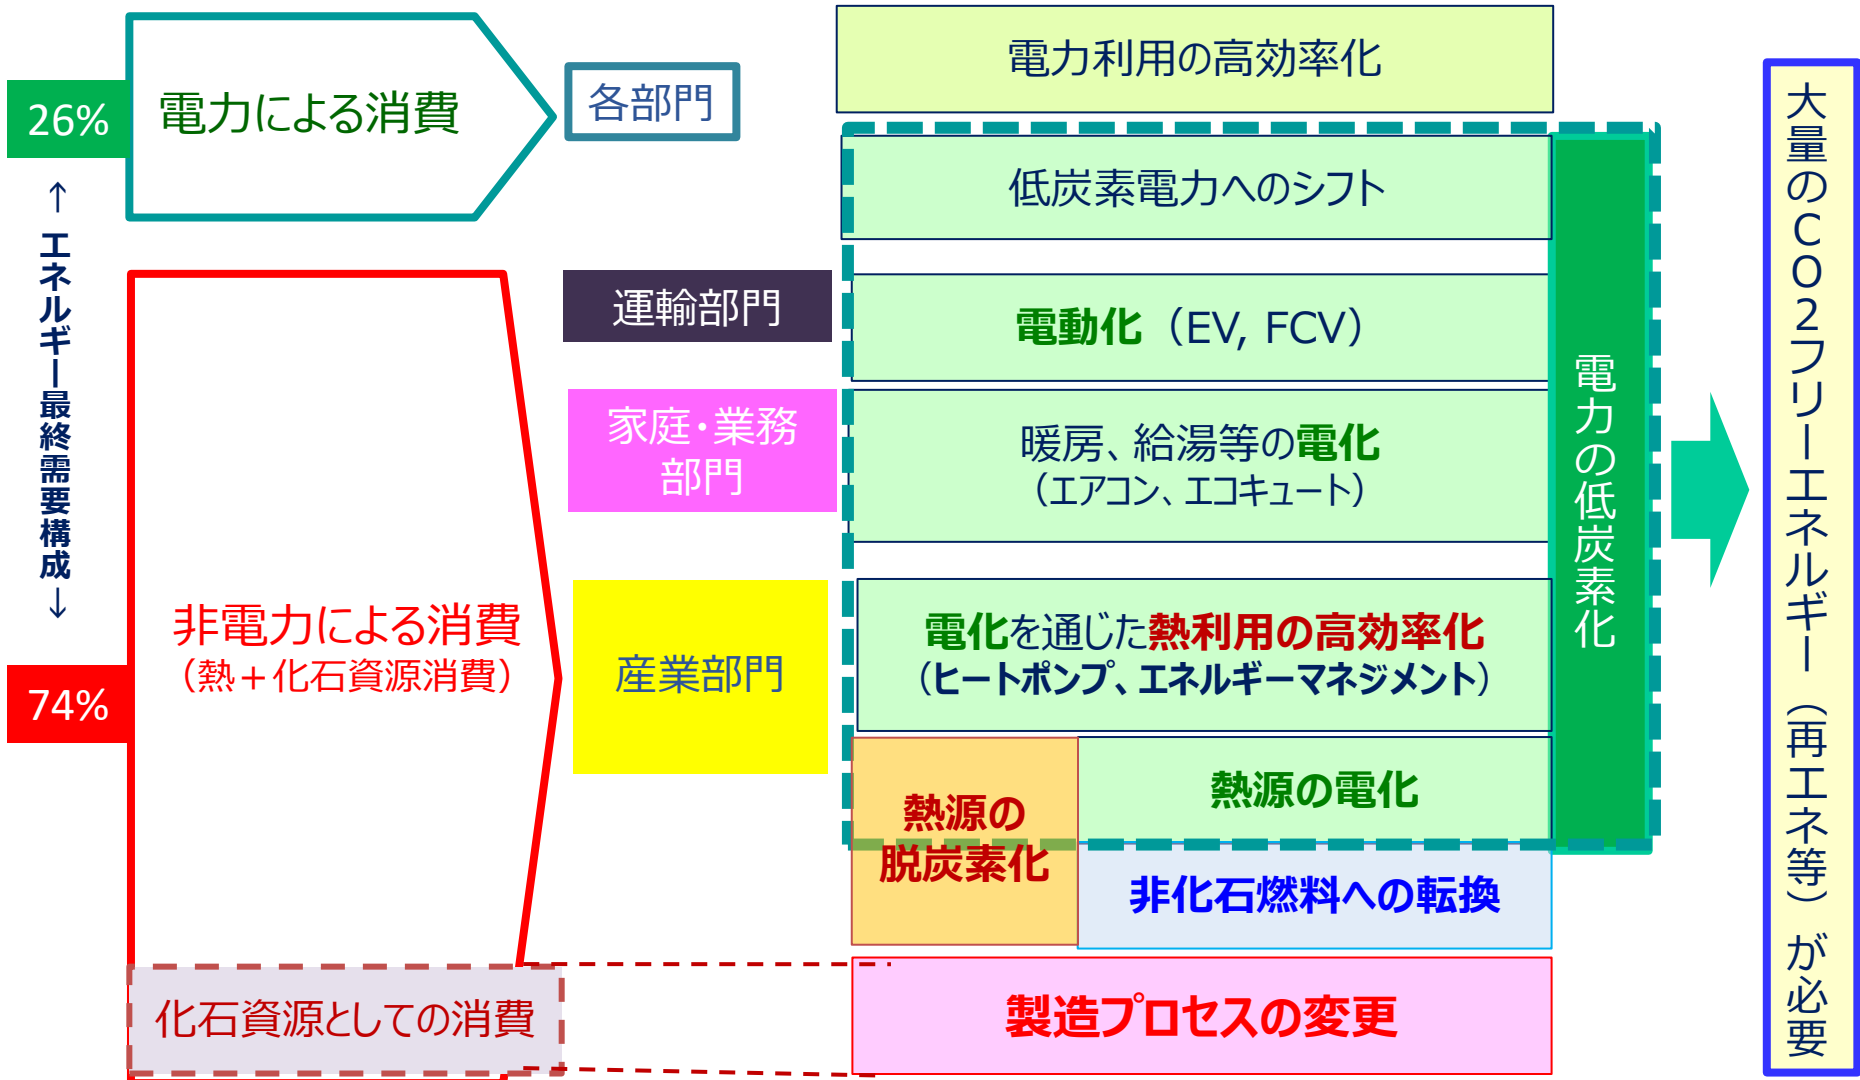 26%
電力による消費
各部門
電力利用の高効率化
低炭素電力へのシフト
↑エネルギー最終需要構成↓
74%
非電力による消費
（熱＋化石資源消費）
運輸部門
電動化（EV, FCV）
家庭・業務
部門
暖房、給湯等の電化
（エアコン、エコキュート）
産業部門
電化を通じた熱利用の高効率化
（ヒートポンプ、エネルギーマネジメント）
熱源の
脱炭素化
熱源の電化
非化石燃料への転換
化石資源としての消費
製造プロセスの変更
電力の低炭素化
大量のCO2フリーエネルギー（再エネ等）が必要